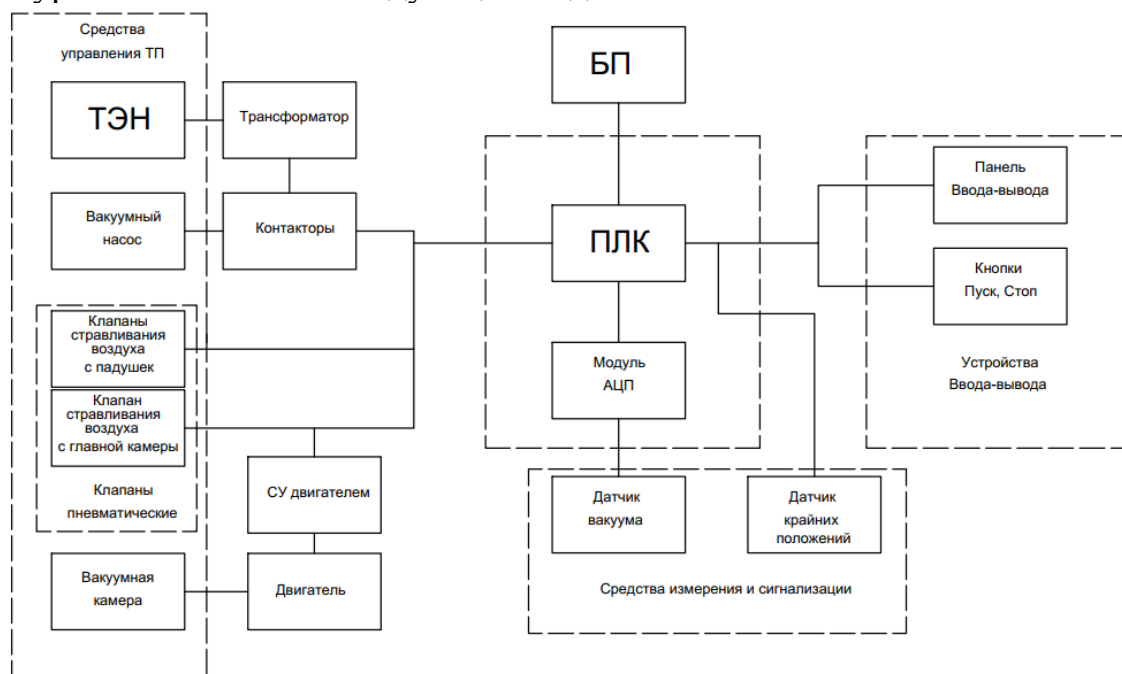 Средства
управления ТП
ТЭН
Трансформатор
Вакуумный
насос
Контакторы
Клапаны
стравливания
воздуха
с падушек
Клапан
стравливания
воздуха
с главной камеры
Клапаны
пневматические
СУ двигателем
Вакуумная
камера
Двигатель
БП
ПЛК
Модуль
АЦП
Датчик
вакуума
Датчик
крайних
положений
Средства измерения и сигнализации
Панель
Ввода-вывода
Кнопки
Пуск, Стоп
Устройства
Ввода-вывода